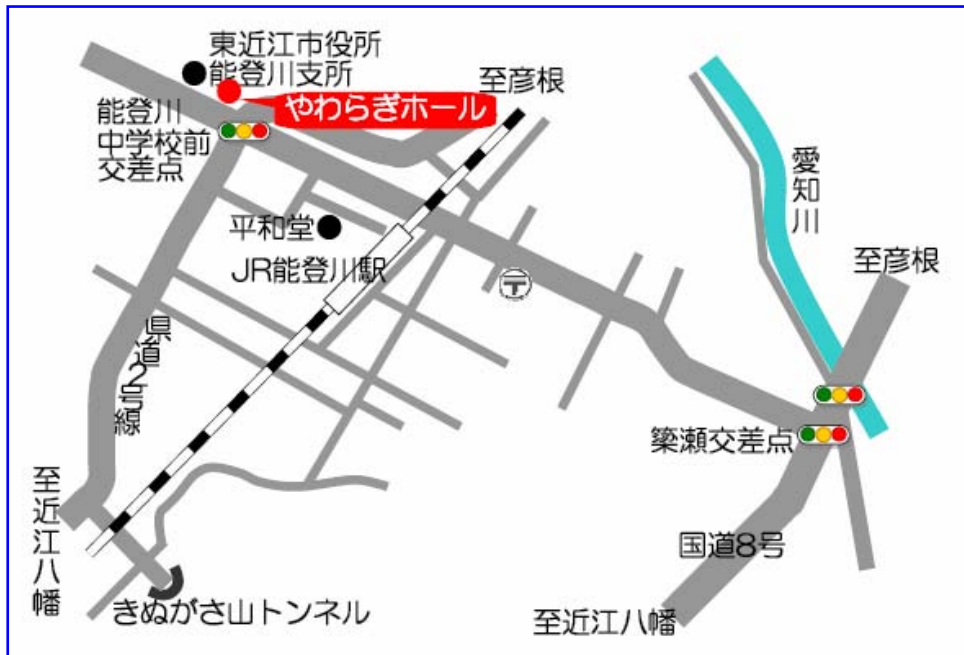 東近江市役所
能登川支所
やわらぎホール
至彦根
能登川
中学校前
交差点
愛知川
平和堂
JR能登川駅
至彦根
〒
県道2号線
簗瀬交差点
至近江八幡
国道8号
きぬがさ山トンネル
至近江八幡